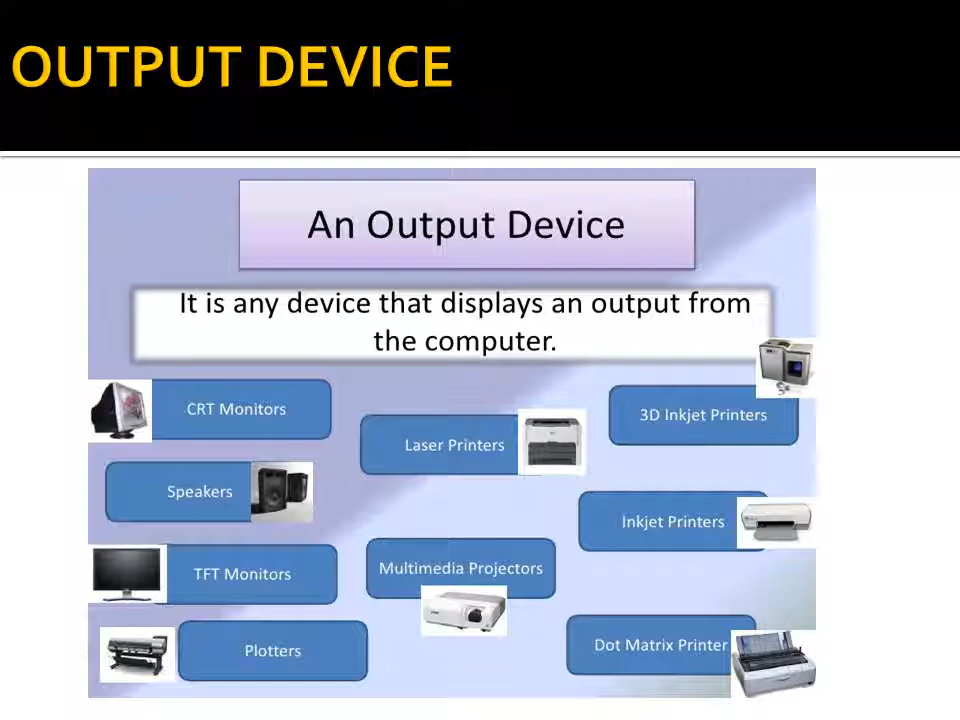 OUTPUT DEVICE
An Output Device
It is any device that displays an output from
the computer.
CRT Monitors
Laser Printers
3D Inkjet Printers
Speakers
Inkjet Printers
TFT Monitors
Multimedia Projectors
Plotters
Dot Matrix Printer